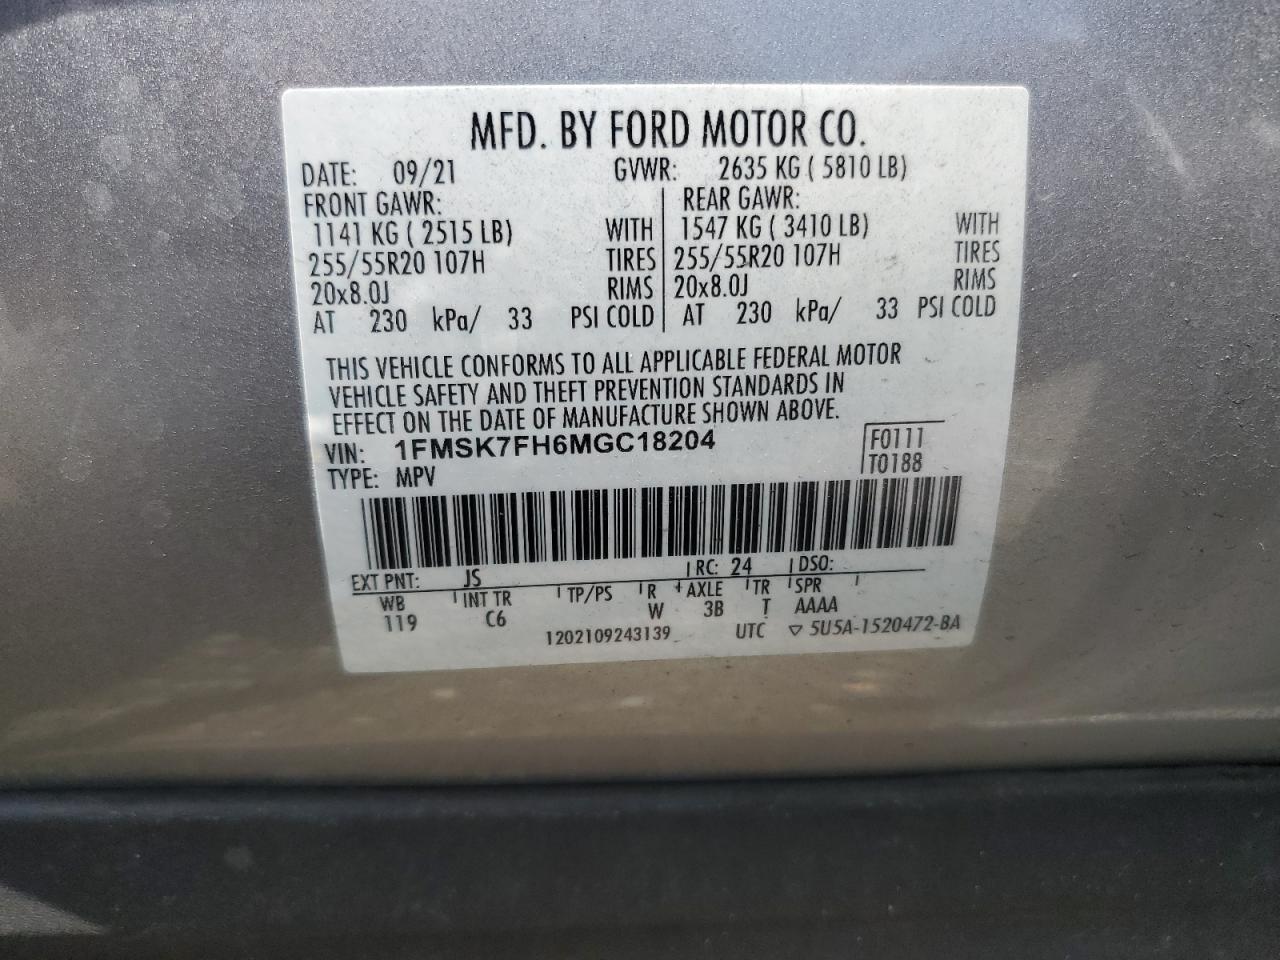 MFD. BY FORD MOTOR CO.
DATE: 09/21 GVWR: 2635 KG ( 5810 LB)
FRONT GAWR: REAR GAWR:
1141 KG ( 2515 LB) WITH 1547 KG ( 3410 LB) WITH
255/55R20 107H TIRES 255/55R20 107H TIRES
20x8.0J RIMS 20x8.0J RIMS
AT 230 kPa/ 33 PSI COLD AT 230 kPa/ 33 PSI COLD
THIS VEHICLE CONFORMS TO ALL APPLICABLE FEDERAL MOTOR
VEHICLE SAFETY AND THEFT PREVENTION STANDARDS IN
EFFECT ON THE DATE OF MANUFACTURE SHOWN ABOVE.
VIN: 1FMSK7FH6MGC18204 F0111
TYPE: MPV T0188
EXT PNT: JS RC: 24 DSO:
WB INT TR TP/PS R AXLE TR SPR
119 C6 W 3B T AAAA
1202109243139 UTC ▽ 5U5A-1520472-BA